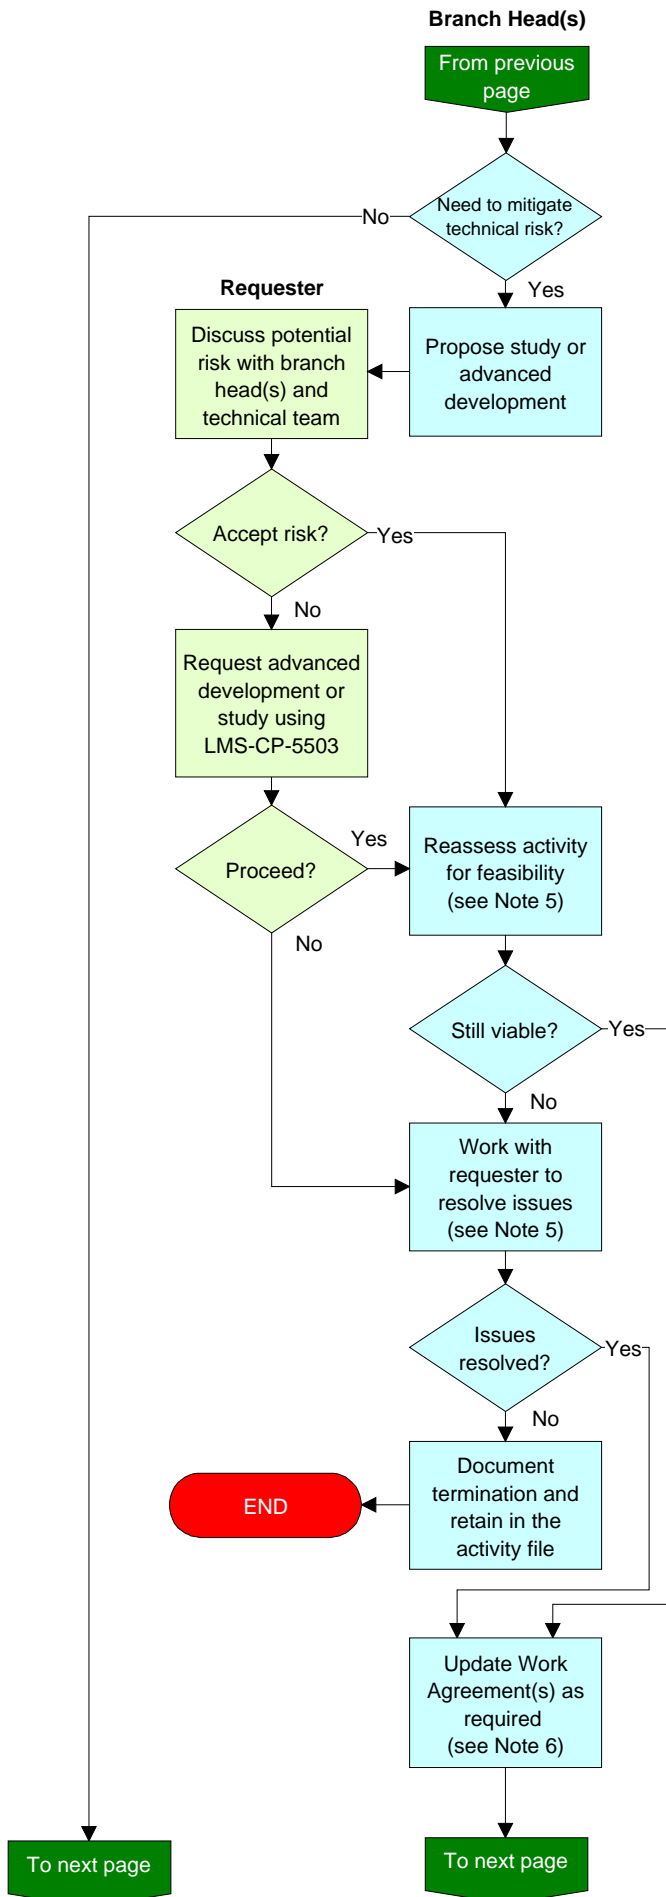 Branch Head(s)
From previous
page
Need to mitigate
technical risk?
No
Yes
Requester
Discuss potential
risk with branch
head(s) and
technical team
Propose study or
advanced
development
Accept risk?
Yes
No
Request advanced
development or
study using
LMS-CP-5503
Proceed?
Yes
No
Reassess activity
for feasibility
(see Note 5)
Still viable?
Yes
No
Work with
requester to
resolve issues
(see Note 5)
Issues
resolved?
Yes
No
Document
termination and
retain in the
activity file
END
Update Work
Agreement(s) as
required
(see Note 6)
To next page
To next page